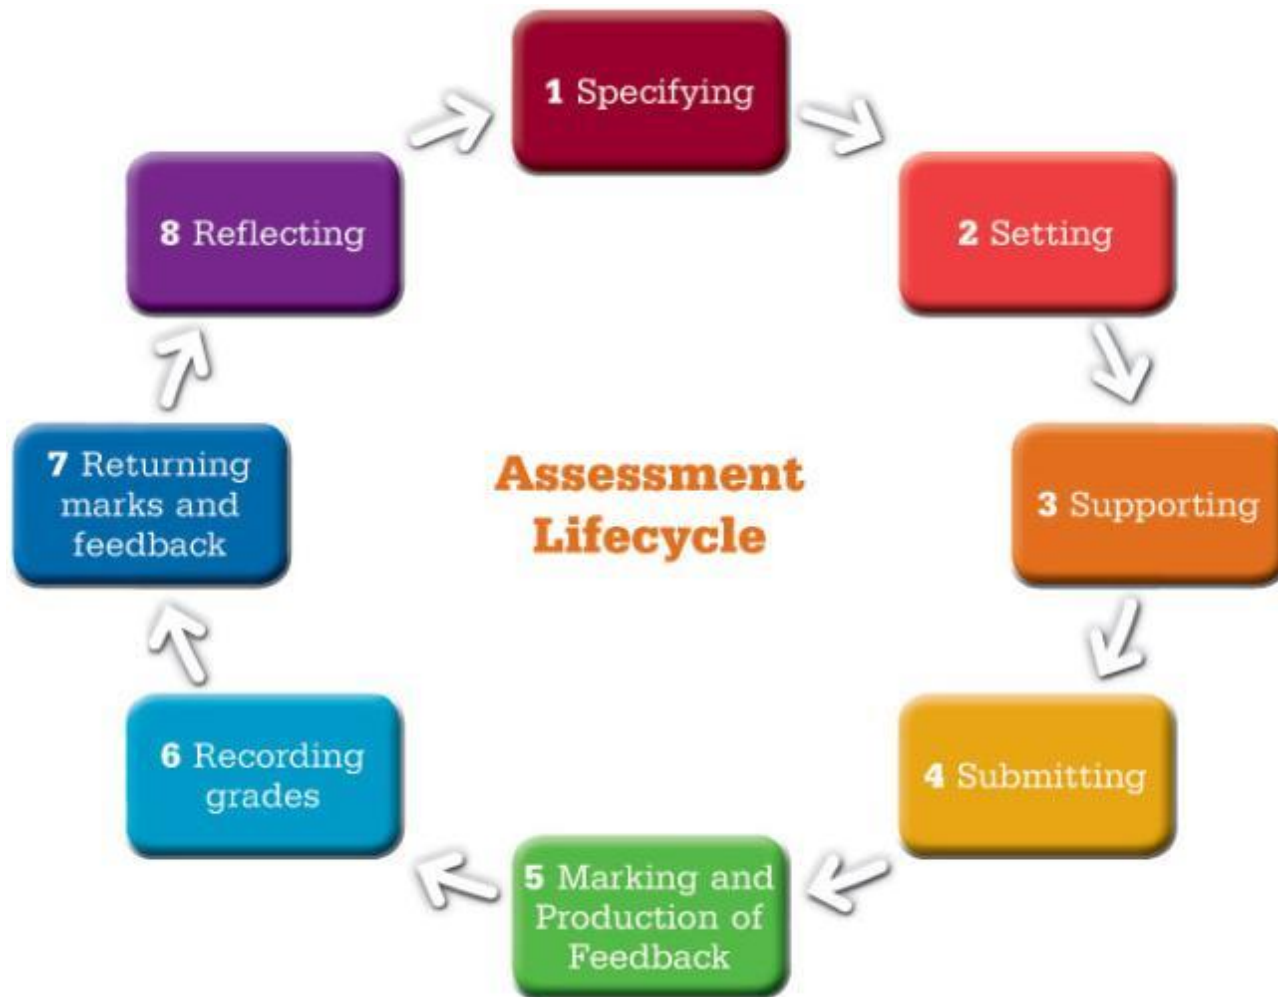 1 Specifying
2 Setting
3 Supporting
4 Submitting
5 Marking and
Production of
Feedback
6 Recording
grades
7 Returning
marks and
feedback
8 Reflecting
Assessment
Lifecycle